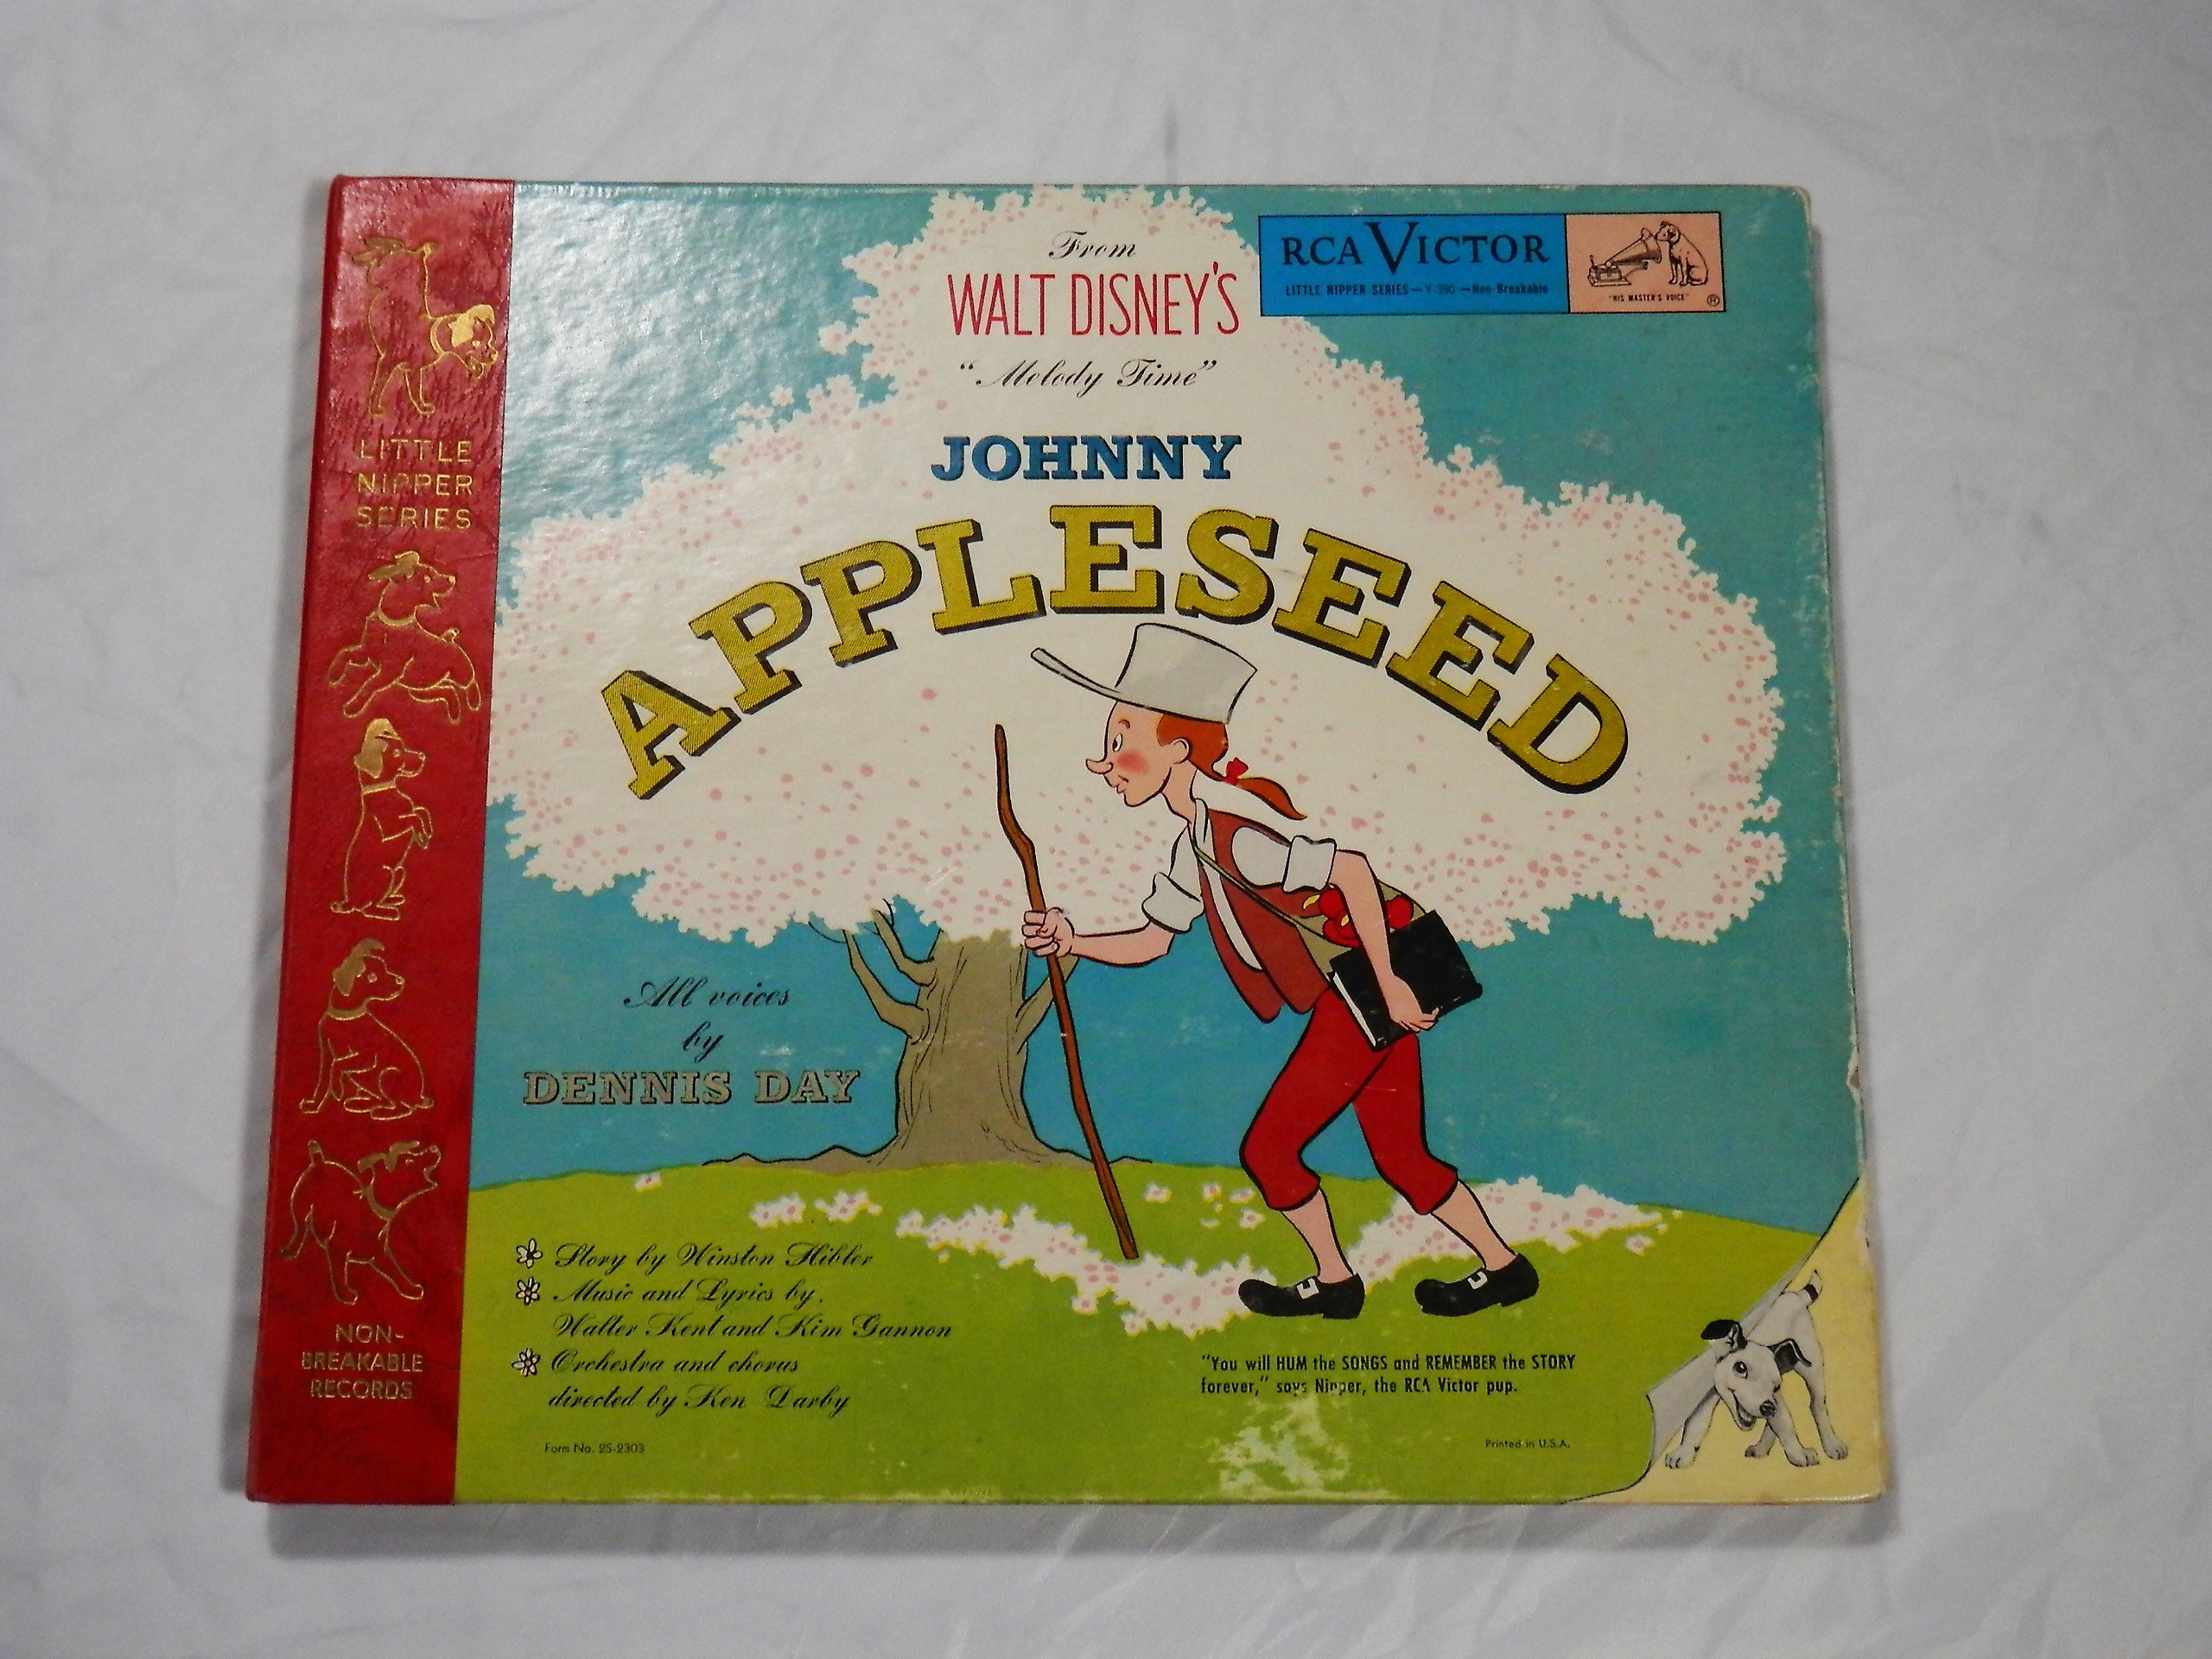 LITTLE
NIPPER
SERIES
NON-
BREAKABLE
RECORDS
From
WALT DISNEY'S
"Melody Time"
RCA VICTOR
LITTLE NIPPER SERIES—Y-390—Non-Breakable
"HIS MASTER'S VOICE" ®
JOHNNY
APPLESEED
All voices
by
DENNIS DAY
Story by Winston Hibler
Music and Lyrics by.
Walter Kent and Kim Gannon
Orchestra and chorus
directed by Ken Darby
Form No. 2S-2303
"You will HUM the SONGS and REMEMBER the STORY
forever," says Nipper, the RCA Victor pup.
Printed in U.S.A.